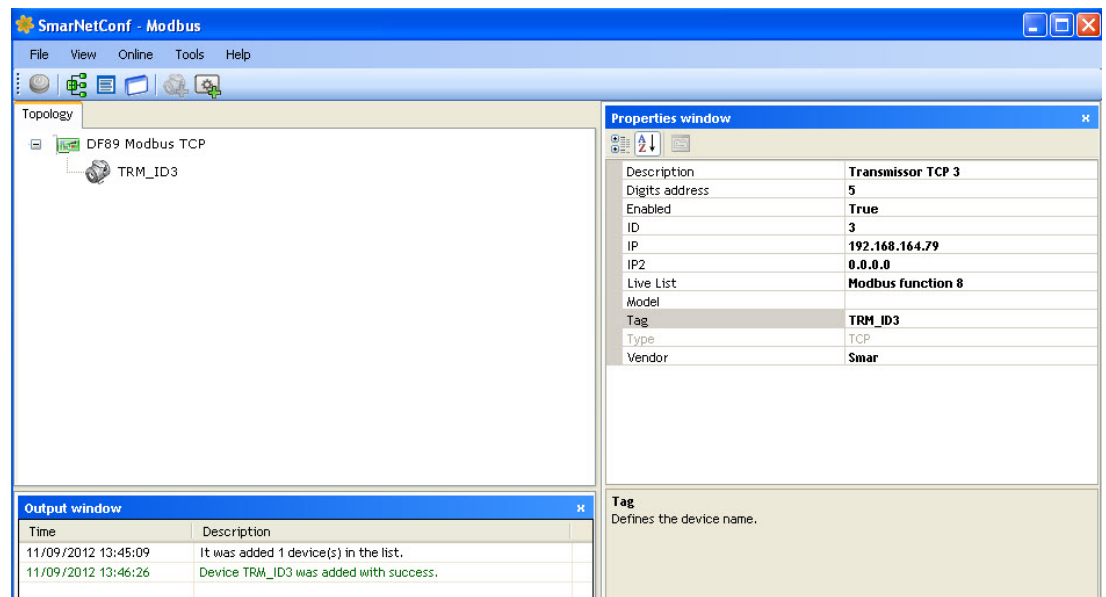 SmarNetConf - Modbus
File View Online Tools Help
Topology
DF89 Modbus TCP
TRM_ID3
Properties window
Description Transmissor TCP 3
Digits address 5
Enabled True
ID 3
IP 192.168.164.79
IP2 0.0.0.0
Live List Modbus function 8
Model
Tag TRM_ID3
Type TCP
Vendor Smar
Tag
Defines the device name.
Output window
Time Description
11/09/2012 13:45:09 It was added 1 device(s) in the list.
11/09/2012 13:46:26 Device TRM_ID3 was added with success.